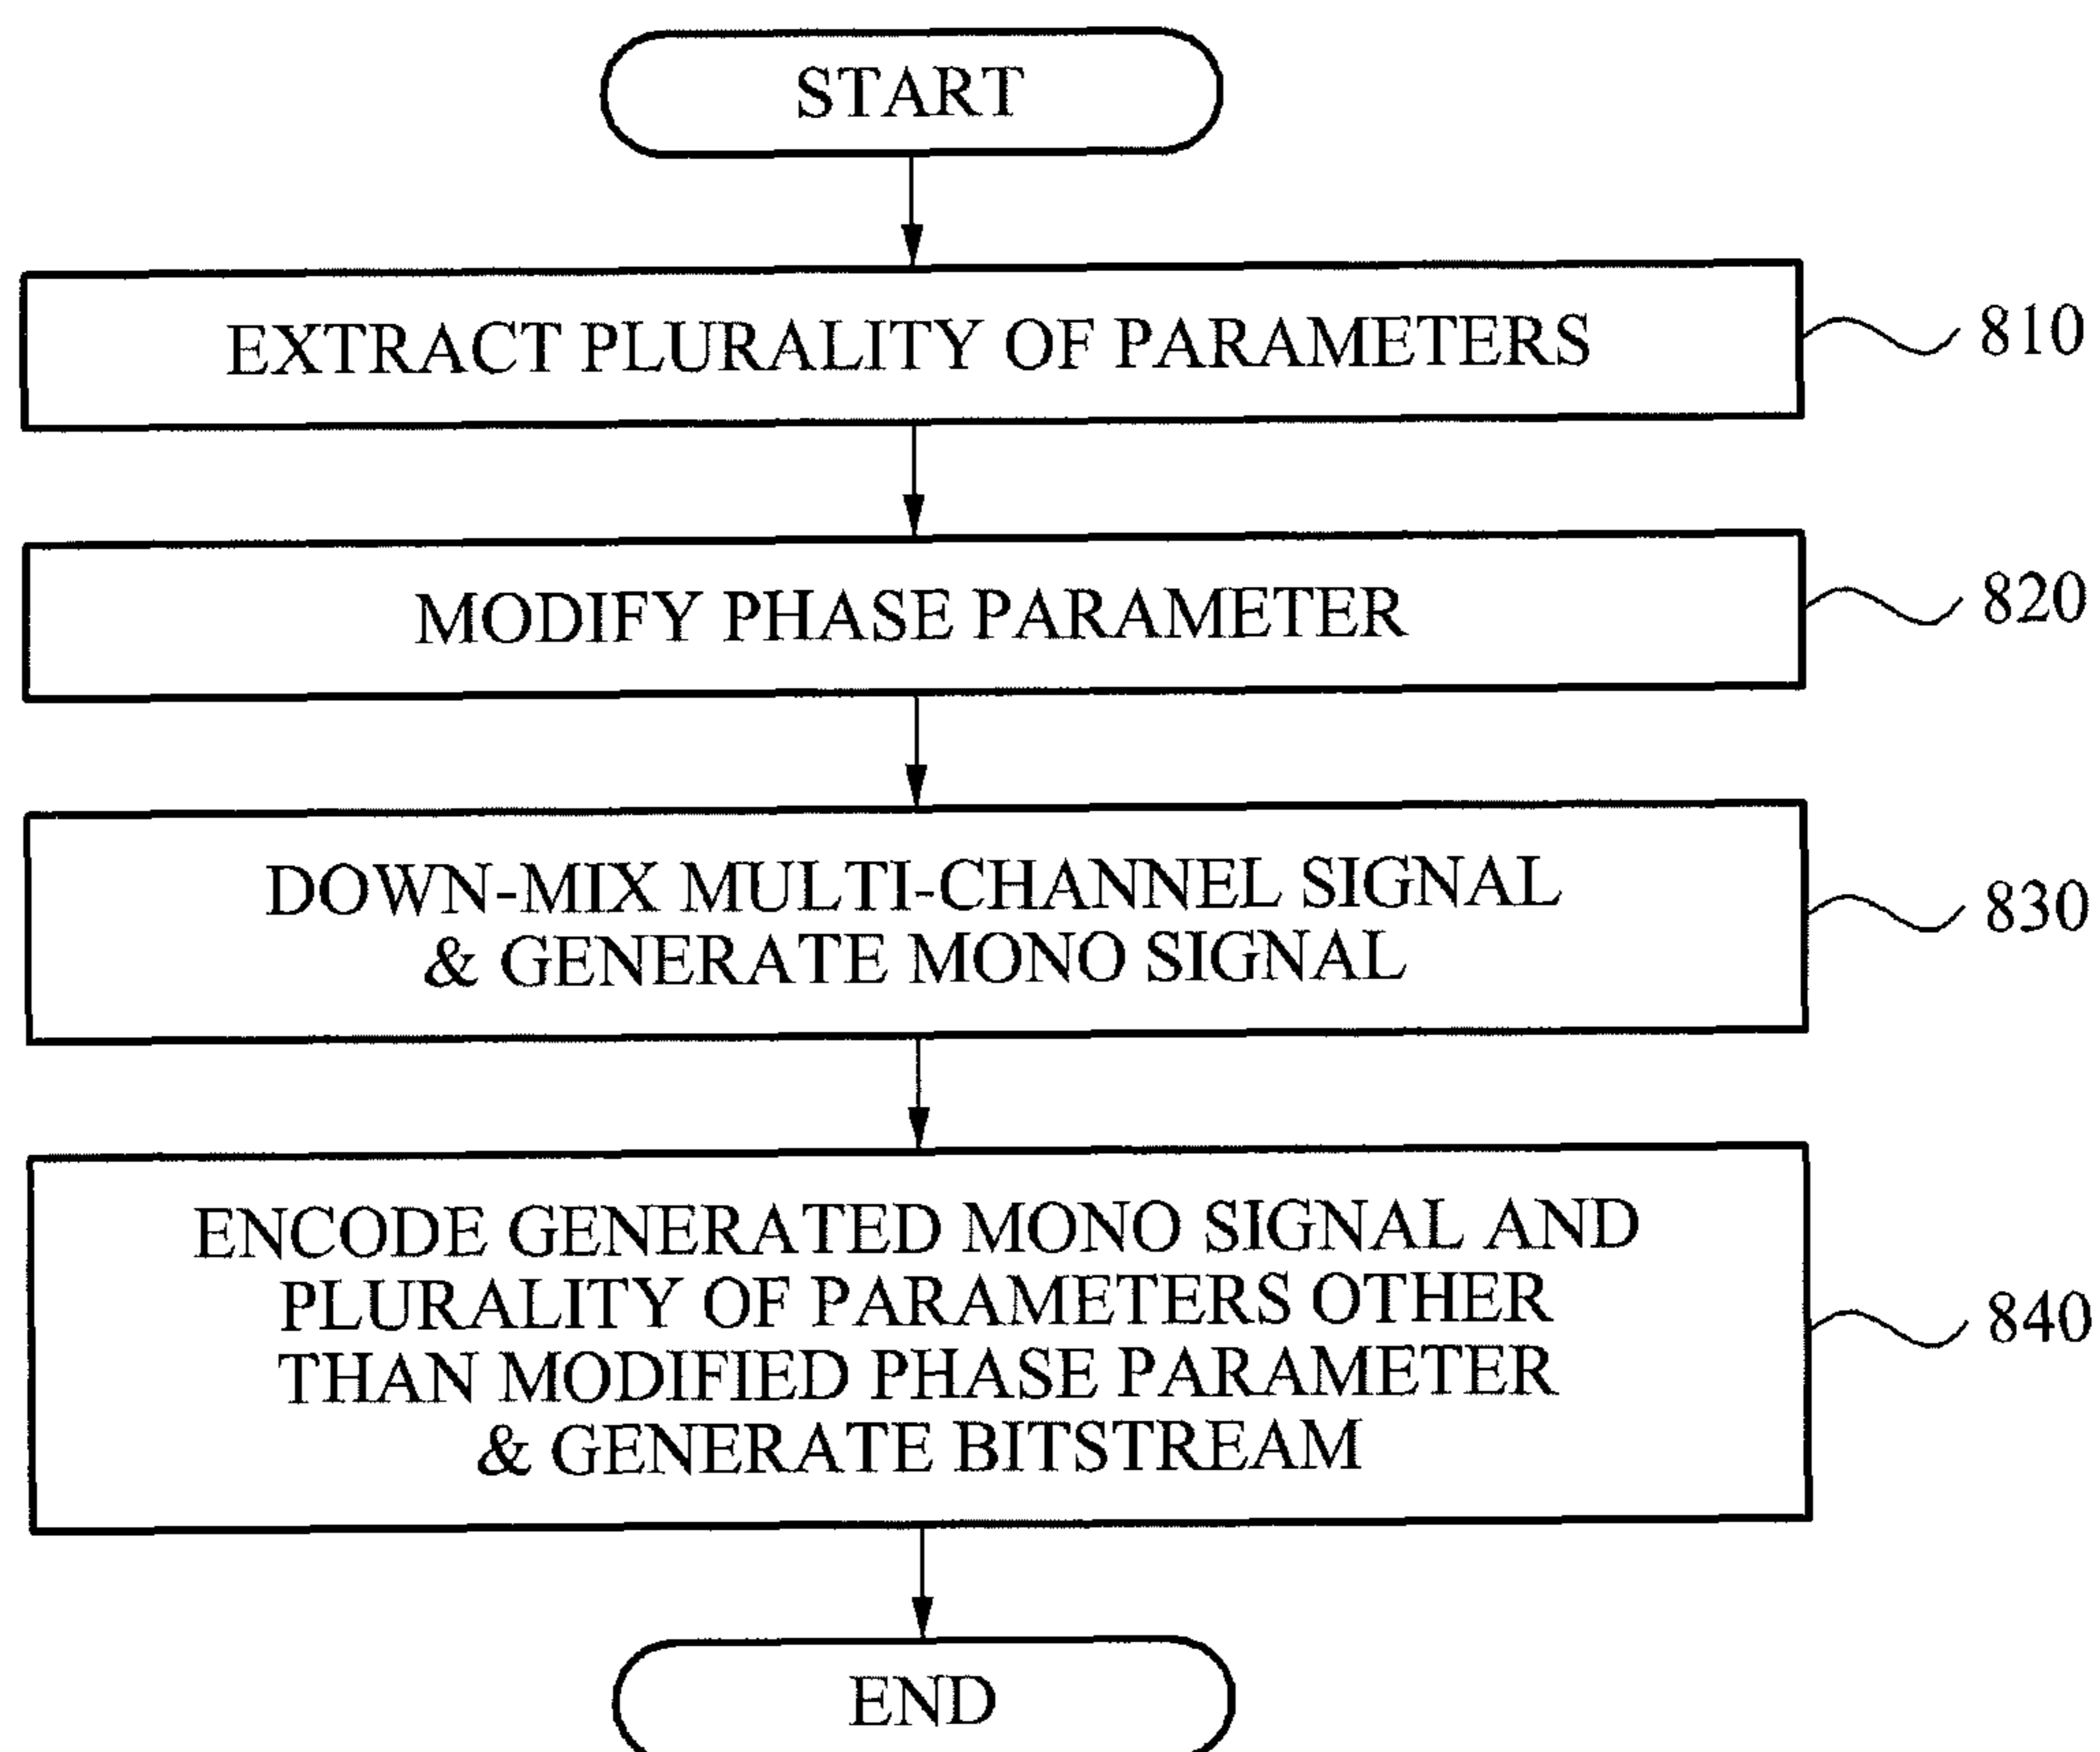 START
EXTRACT PLURALITY OF PARAMETERS
810
MODIFY PHASE PARAMETER
820
DOWN-MIX MULTI-CHANNEL SIGNAL
& GENERATE MONO SIGNAL
830
ENCODE GENERATED MONO SIGNAL AND
PLURALITY OF PARAMETERS OTHER
THAN MODIFIED PHASE PARAMETER
& GENERATE BITSTREAM
840
END